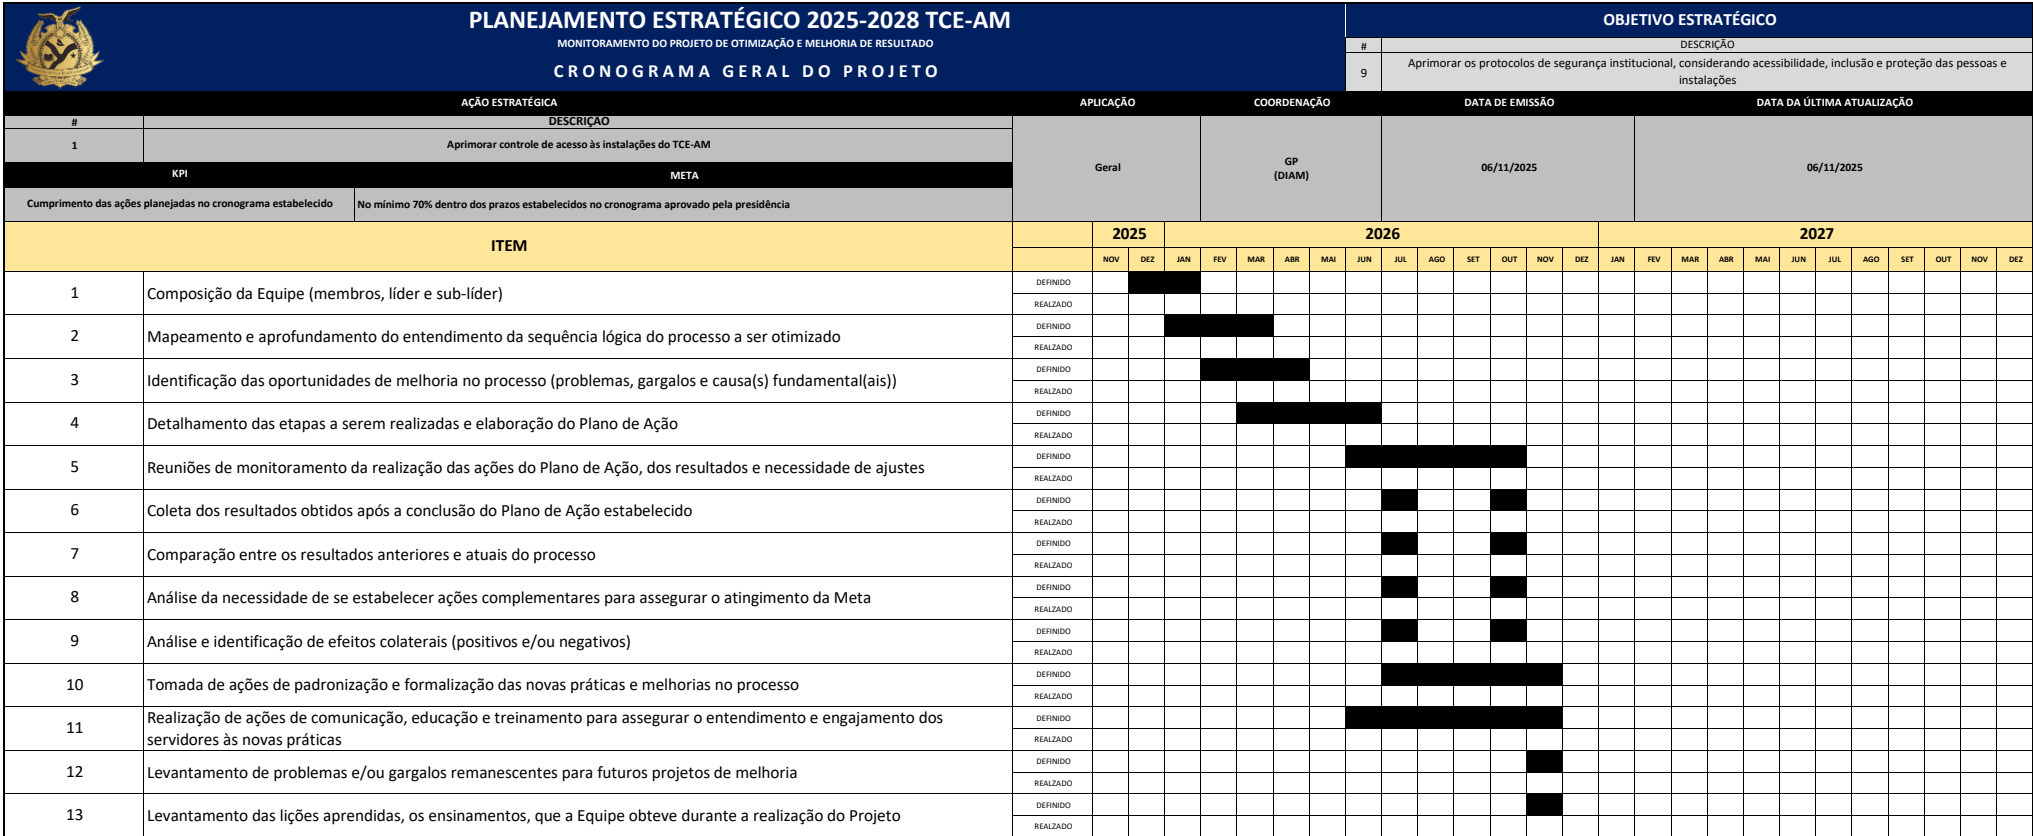 PLANEJAMENTO ESTRATÉGICO 2025-2028 TCE-AM
MONITORAMENTO DO PROJETO DE OTIMIZAÇÃO E MELHORIA DE RESULTADO
CRONOGRAMA GERAL DO PROJETO
OBJETIVO ESTRATÉGICO
# DESCRIÇÃO
9 Aprimorar os protocolos de segurança institucional, considerando acessibilidade, inclusão e proteção das pessoas e
instalações
AÇÃO ESTRATÉGICA APLICAÇÃO COORDENAÇÃO DATA DE EMISSÃO DATA DA ÚLTIMA ATUALIZAÇÃO
# DESCRIÇÃO
1 Aprimorar controle de acesso às instalações do TCE-AM
Geral
GP
(DIAM)
06/11/2025
06/11/2025
KPI META
Cumprimento das ações planejadas no cronograma estabelecido No mínimo 70% dentro dos prazos estabelecidos no cronograma aprovado pela presidência
ITEM
2025 2026 2027
NOV DEZ JAN FEV MAR ABR MAI JUN JUL AGO SET OUT NOV DEZ JAN FEV MAR ABR MAI JUN JUL AGO SET OUT NOV DEZ
1 Composição da Equipe (membros, líder e sub-líder)
DEFINIDO
REALZADO
2 Mapeamento e aprofundamento do entendimento da sequência lógica do processo a ser otimizado
DEFINIDO
REALZADO
3 Identificação das oportunidades de melhoria no processo (problemas, gargalos e causa(s) fundamental(ais))
DEFINIDO
REALZADO
4 Detalhamento das etapas a serem realizadas e elaboração do Plano de Ação
DEFINIDO
REALZADO
5 Reuniões de monitoramento da realização das ações do Plano de Ação, dos resultados e necessidade de ajustes
DEFINIDO
REALZADO
6 Coleta dos resultados obtidos após a conclusão do Plano de Ação estabelecido
DEFINIDO
REALZADO
7 Comparação entre os resultados anteriores e atuais do processo
DEFINIDO
REALZADO
8 Análise da necessidade de se estabelecer ações complementares para assegurar o atingimento da Meta
DEFINIDO
REALZADO
9 Análise e identificação de efeitos colaterais (positivos e/ou negativos)
DEFINIDO
REALZADO
10 Tomada de ações de padronização e formalização das novas práticas e melhorias no processo
DEFINIDO
REALZADO
11 Realização de ações de comunicação, educação e treinamento para assegurar o entendimento e engajamento dos
servidores às novas práticas
DEFINIDO
REALZADO
12 Levantamento de problemas e/ou gargalos remanescentes para futuros projetos de melhoria
DEFINIDO
REALZADO
13 Levantamento das lições aprendidas, os ensinamentos, que a Equipe obteve durante a realização do Projeto
DEFINIDO
REALZADO